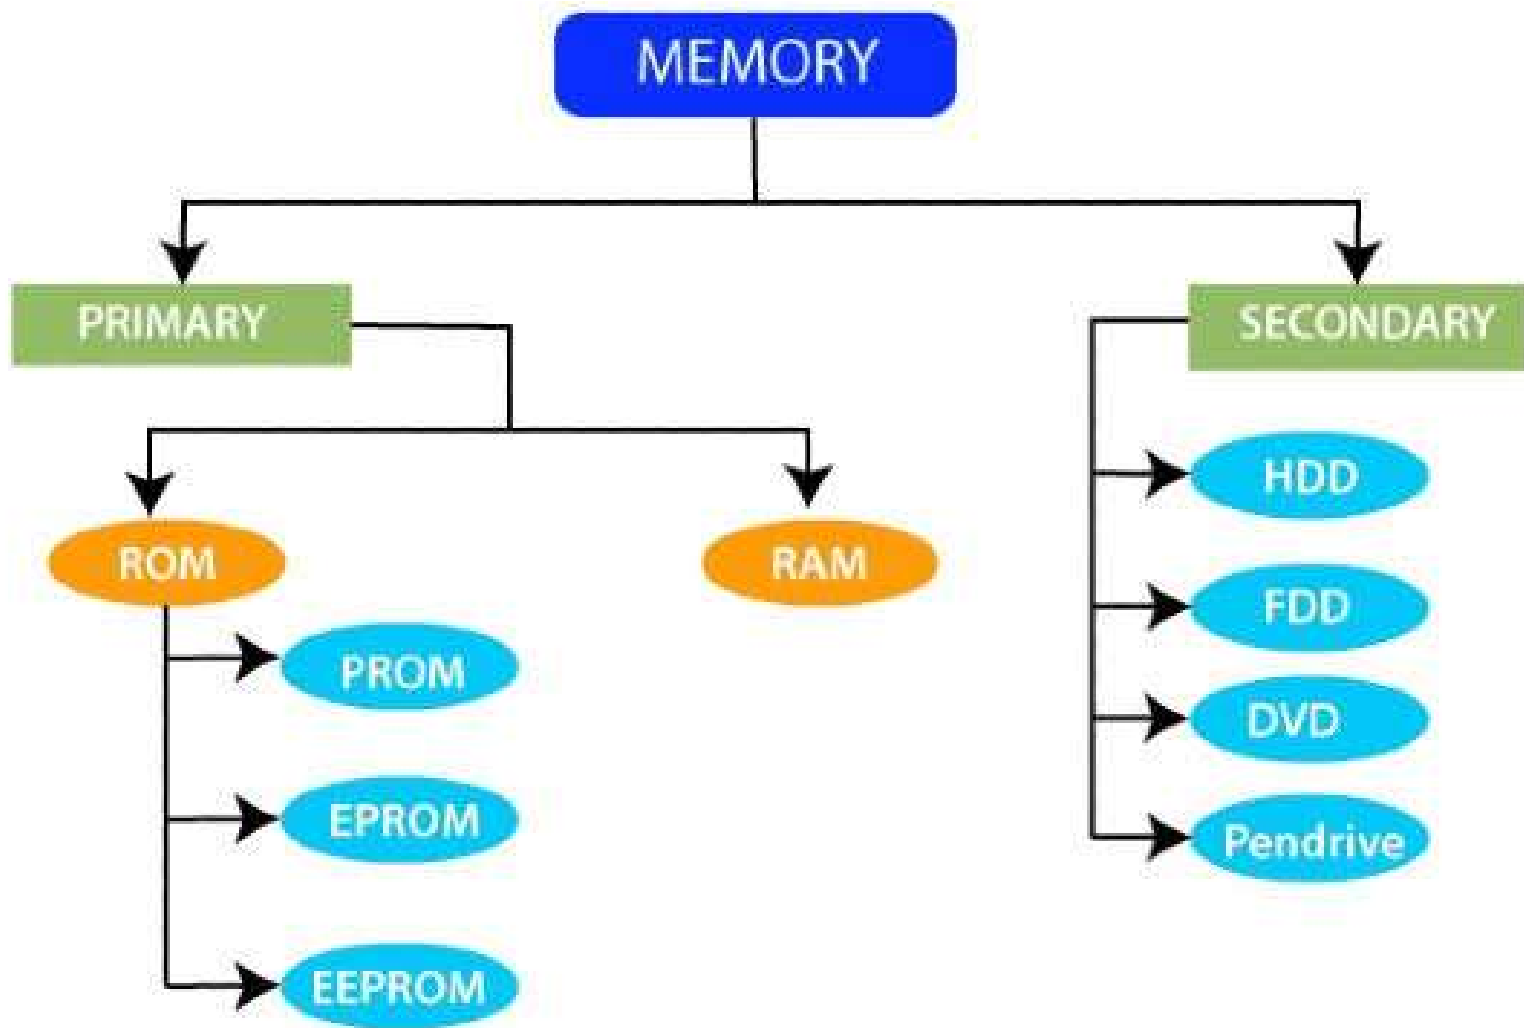 MEMORY
PRIMARY
SECONDARY
ROM
RAM
PROM
EPROM
EEPROM
HDD
FDD
DVD
Pendrive